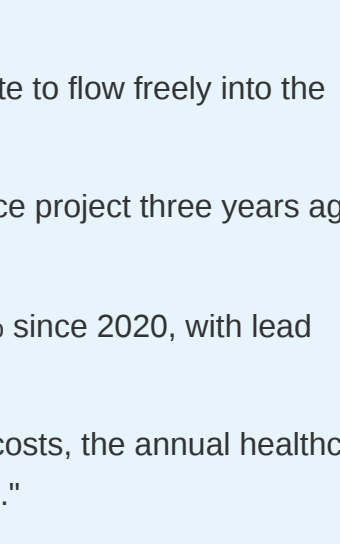 te to flow freely into the
ce project three years ag
% since 2020, with lead
costs, the annual healthc
."